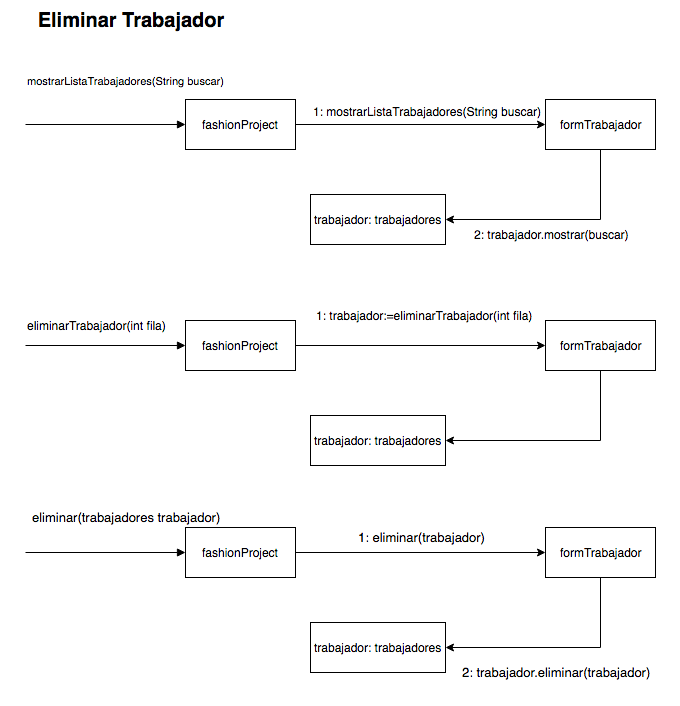 Eliminar Trabajador
mostrarListaTrabajadores(String buscar)
1: mostrarListaTrabajadores(String buscar)
fashionProject
formTrabajador
trabajador: trabajadores
2: trabajador.mostrar(buscar)
eliminarTrabajador(int fila)
1: trabajador:=eliminarTrabajador(int fila)
fashionProject
formTrabajador
trabajador: trabajadores
eliminar(trabajadores trabajador)
1: eliminar(trabajador)
fashionProject
formTrabajador
trabajador: trabajadores
2: trabajador.eliminar(trabajador)